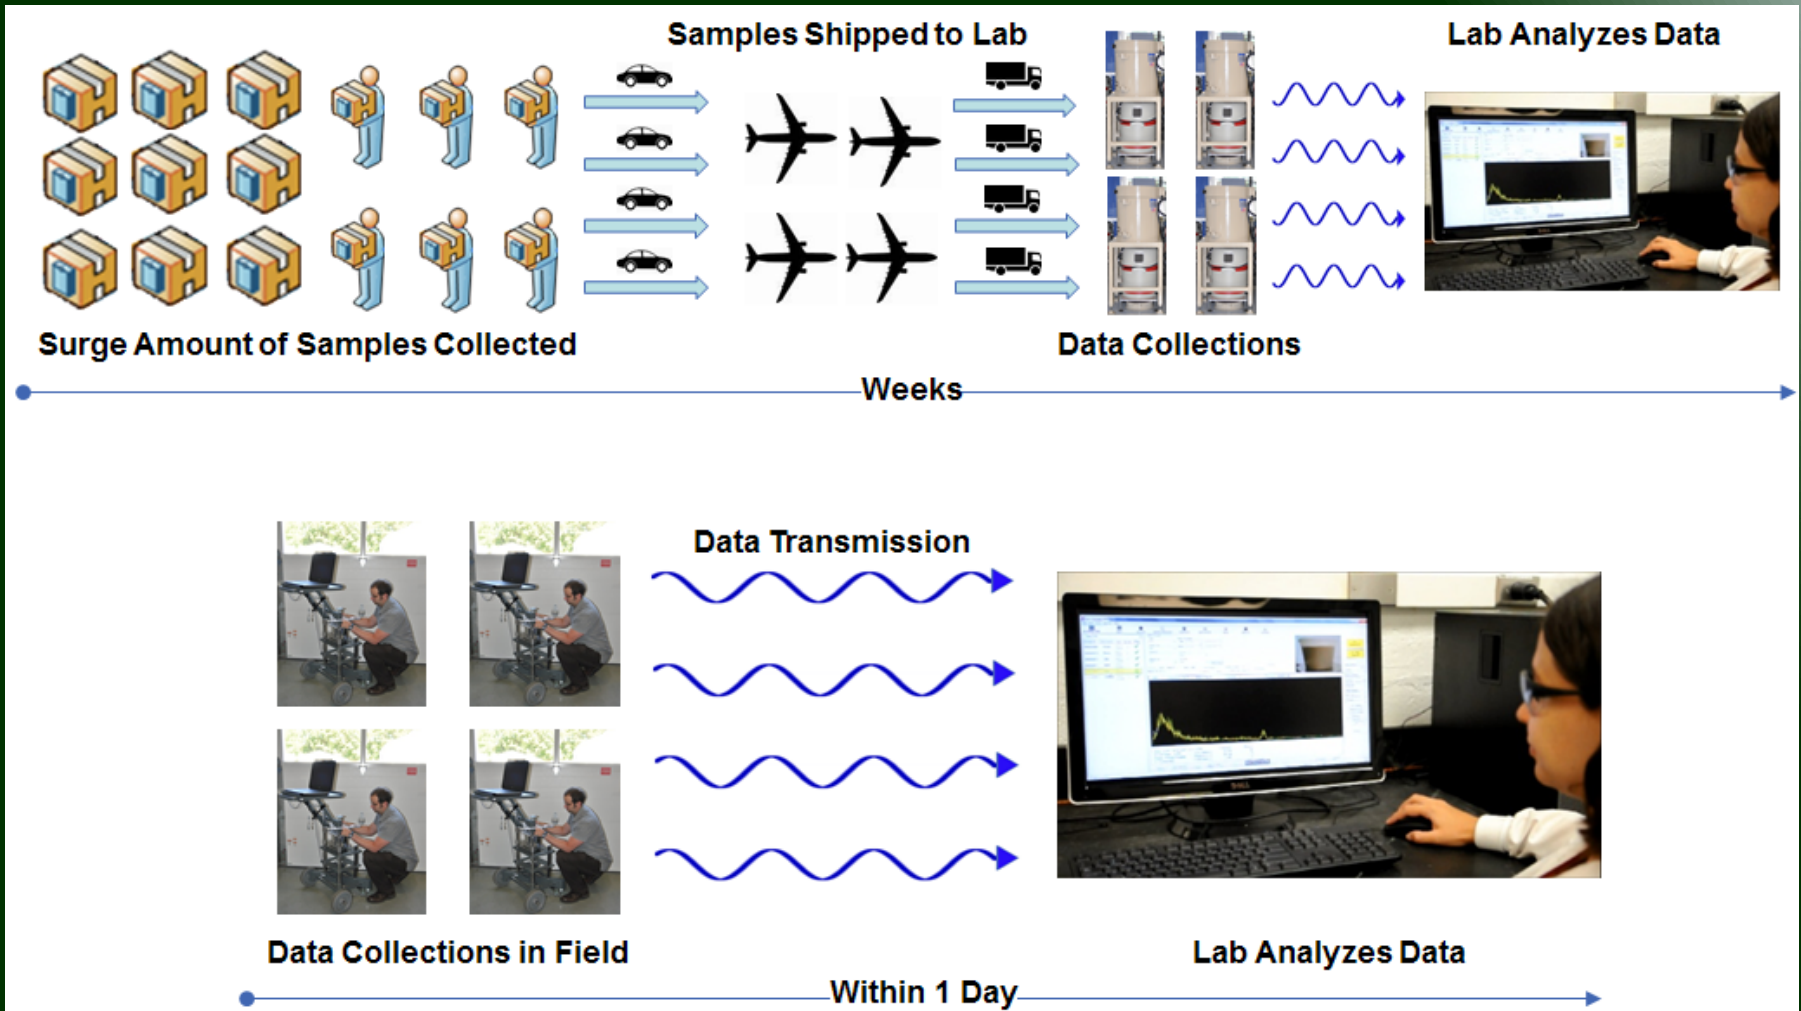 Samples Shipped to Lab
Lab Analyzes Data
Surge Amount of Samples Collected
Data Collections
Weeks
Data Transmission
Data Collections in Field
Lab Analyzes Data
Within 1 Day